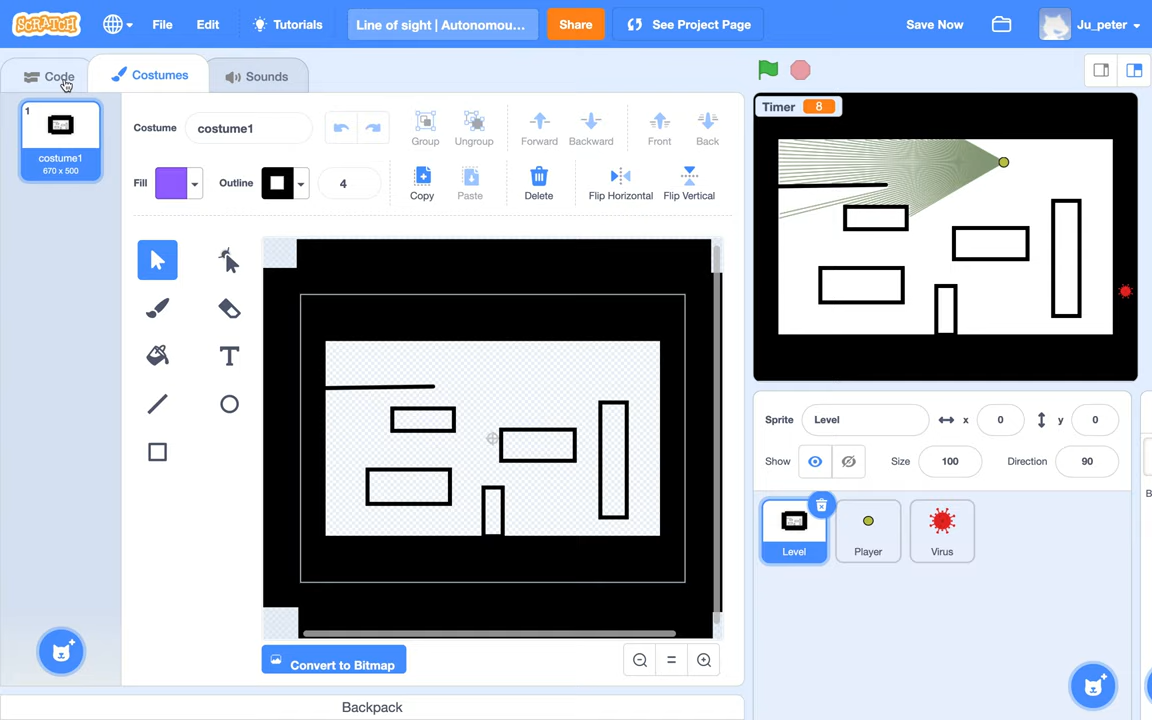 SCRATCH
File
Edit
Tutorials
Line of sight | Autonomou...
Share
See Project Page
Save Now
Ju_peter
Code
Costumes
Sounds
Timer 8
1
costume1
670 x 500
Costume
costume1
Group
Ungroup
Forward
Backward
Front
Back
Fill
Outline
4
Copy
Paste
Delete
Flip Horizontal
Flip Vertical
T
Convert to Bitmap
Backpack
Sprite
Level
x
0
y
0
Show
Size
100
Direction
90
Level
Player
Virus